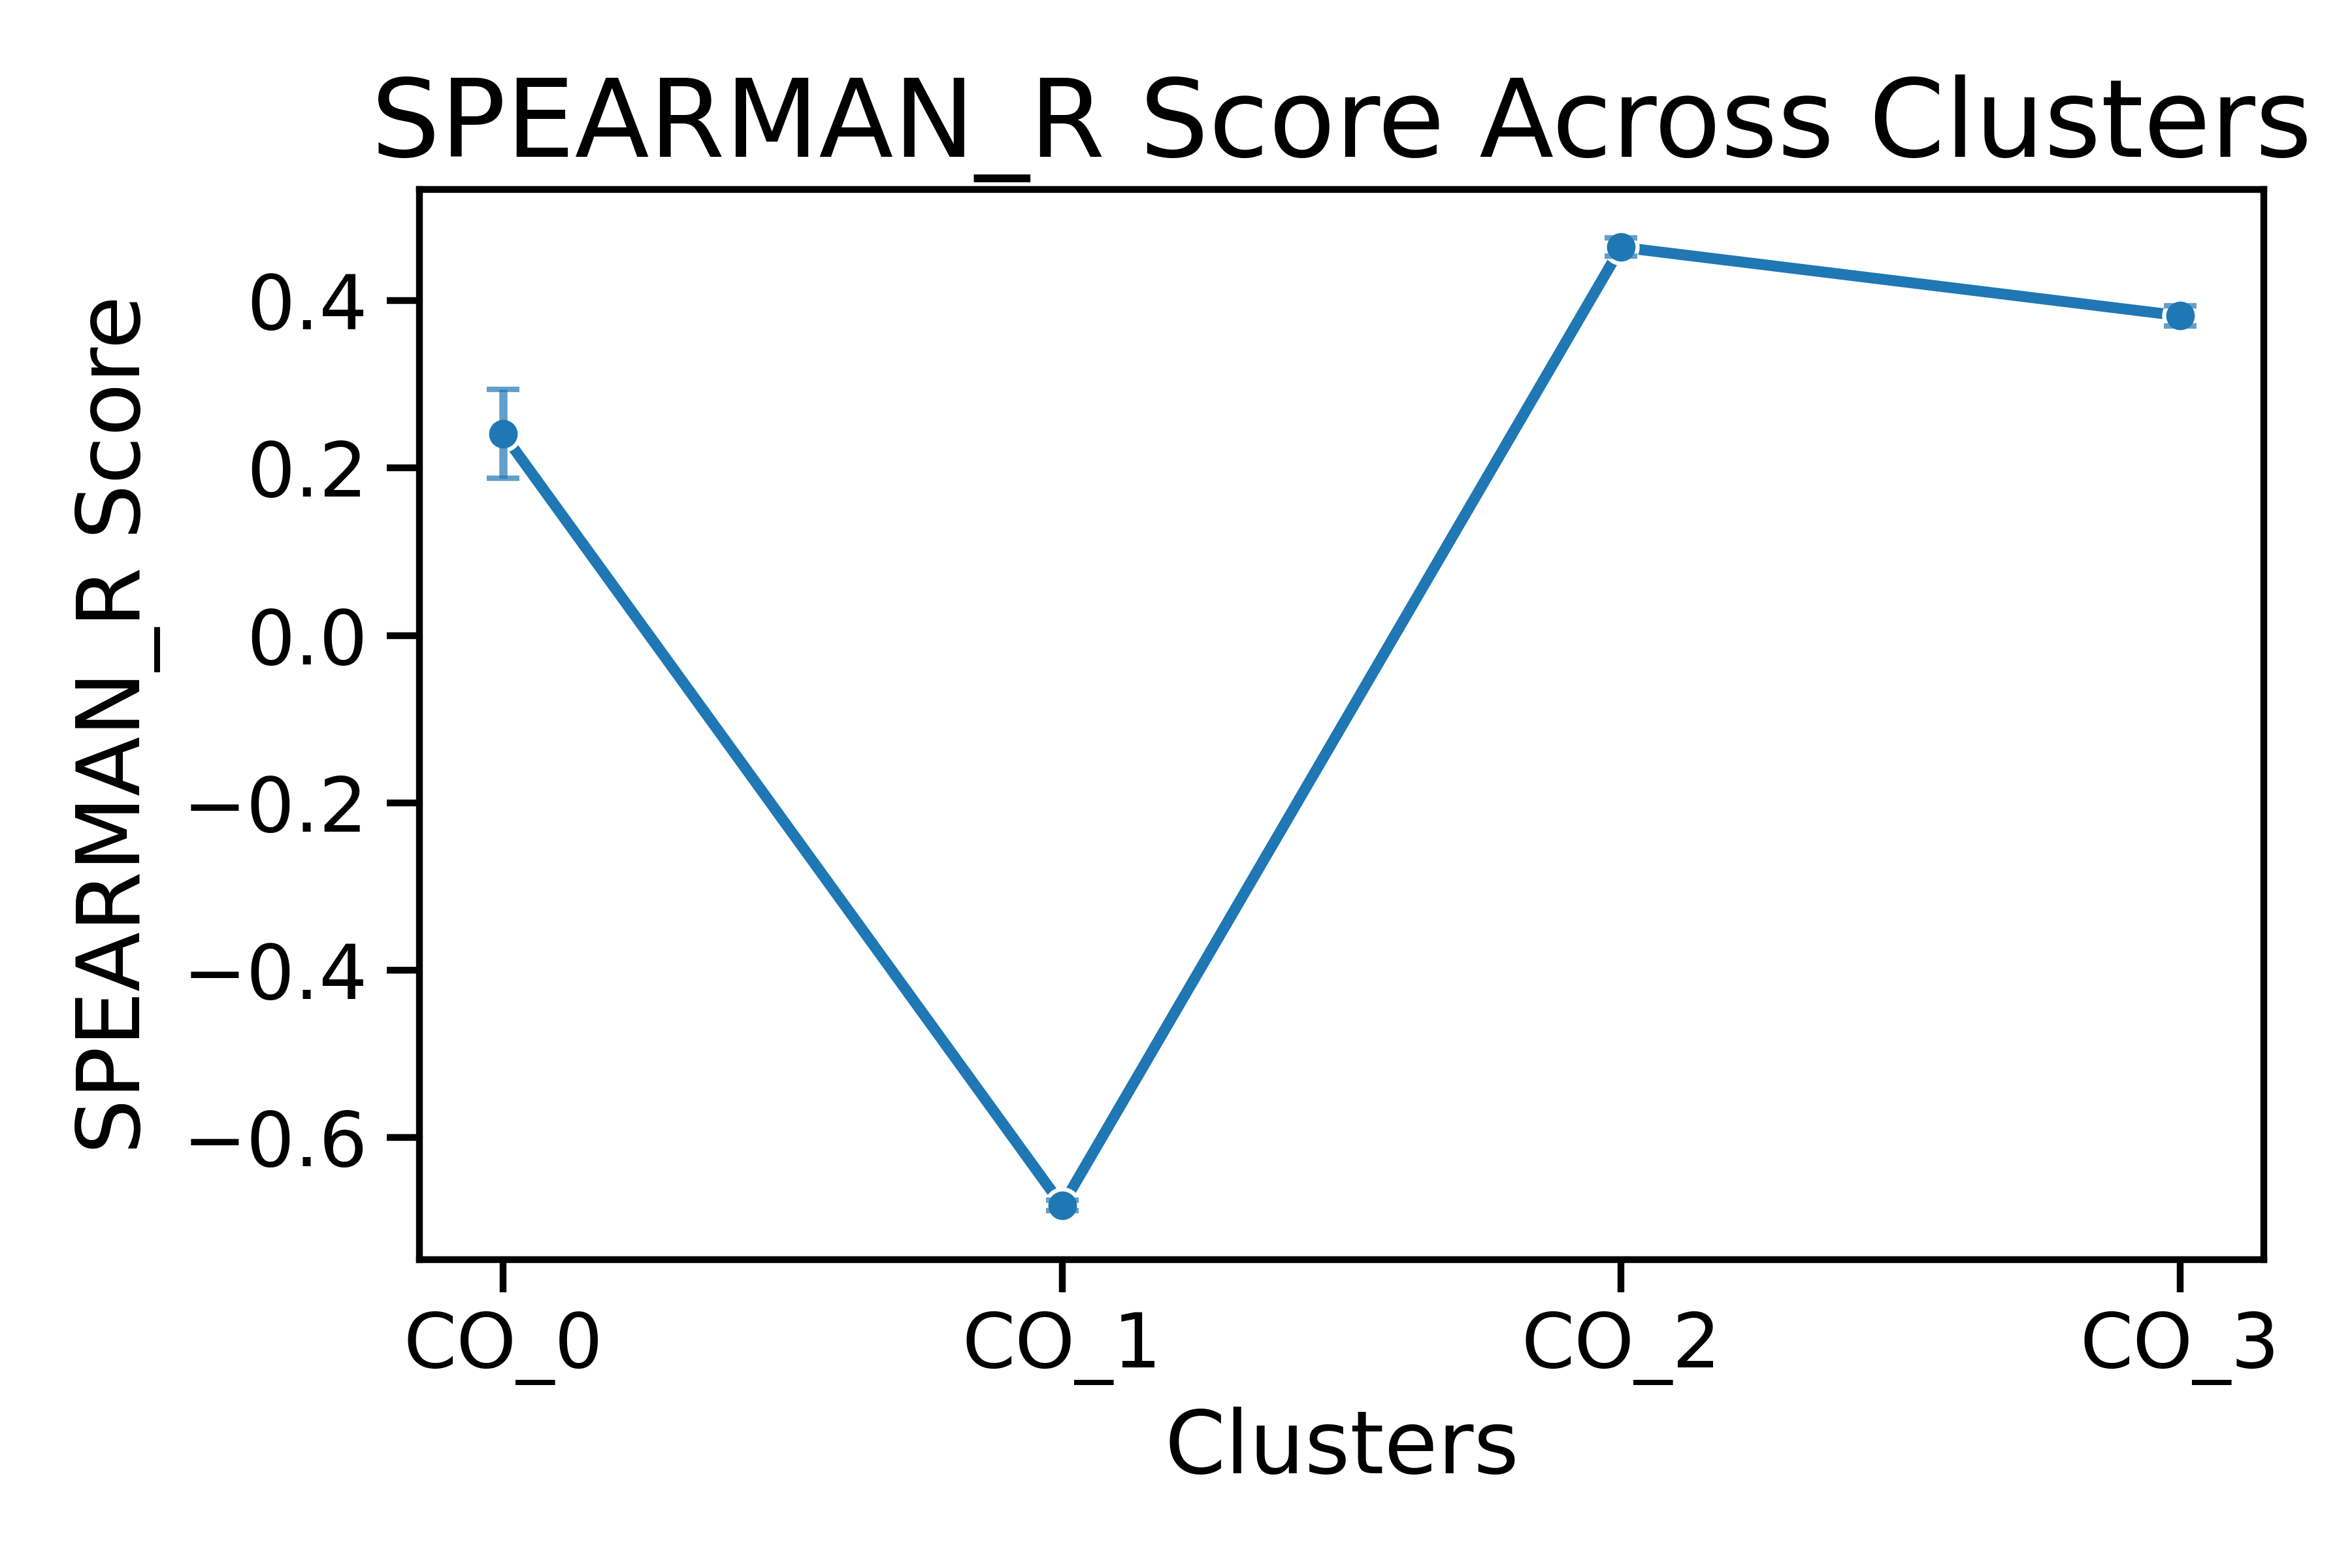 SPEARMAN_R Score Across Clusters
SPEARMAN_R Score
0.4
0.2
0.0
−0.2
−0.4
−0.6
CO_0 CO_1 CO_2 CO_3
Clusters